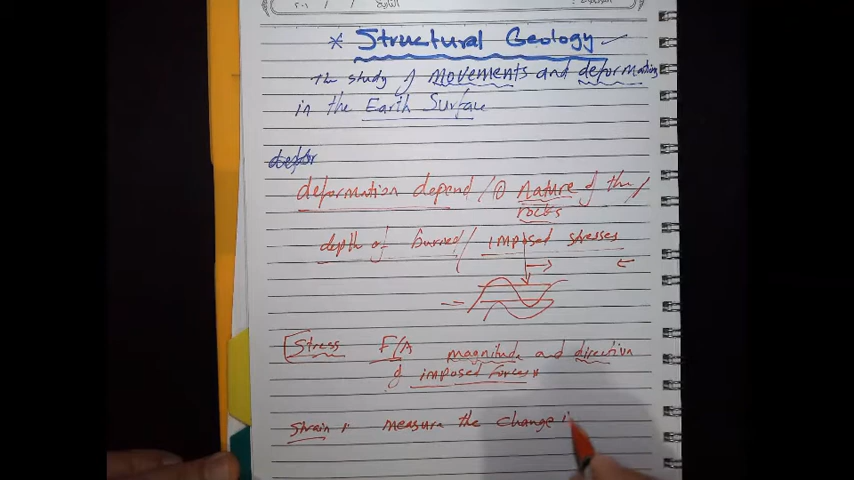 * Structural Geology
The study of movements and deformation
in the Earth Surface
defor
deformation depend / ① Nature of the /
rocks
depth of burried / imposed stresses
Stress F/A magnitude and direction
of imposed forces *
Strain :- measure the change i